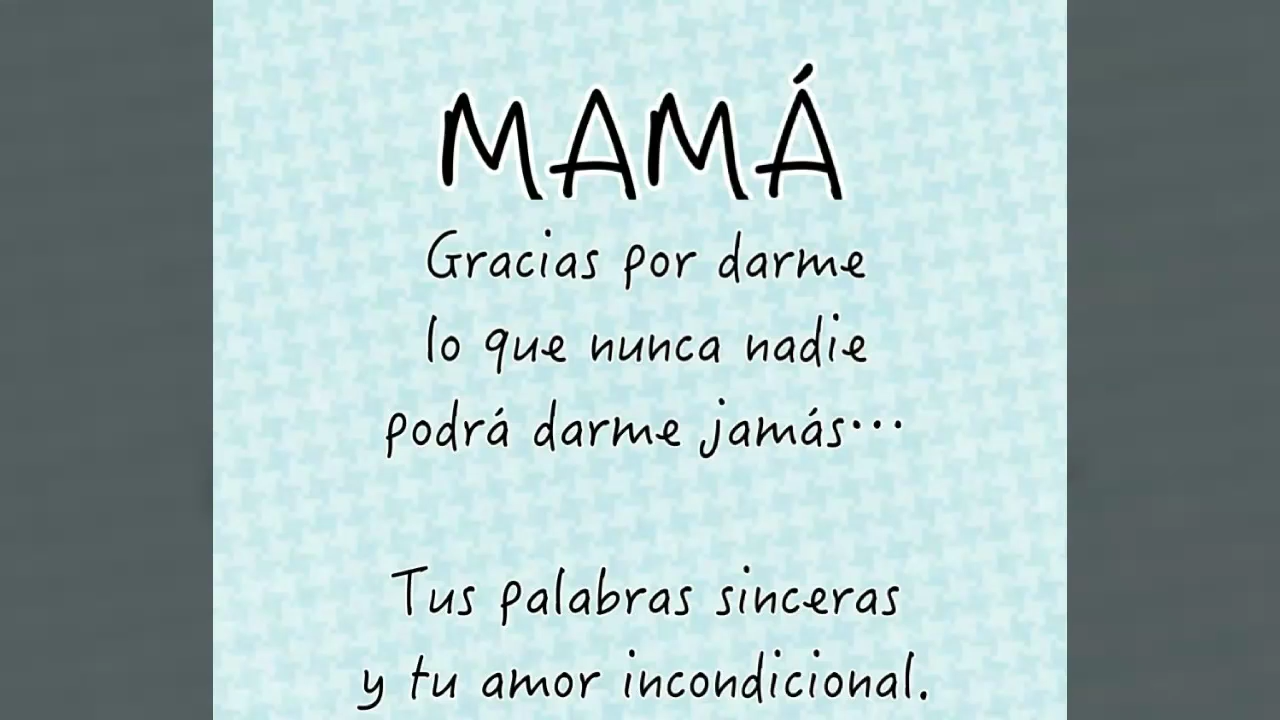 MAMÁ
Gracias por darme
lo que nunca nadie
podrá darme jamás...
Tus palabras sinceras
y tu amor incondicional.